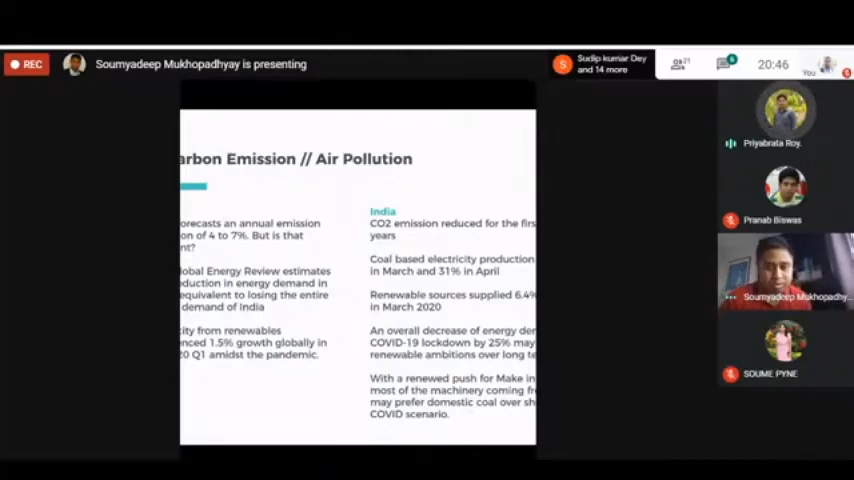 REC
Soumyadeep Mukhopadhyay is presenting
S
Sudip kumar Dey
and 14 more
21
6
20:46
You
Priyabrata Roy.
Pranab Biswas
Soumyadeep Mukhopadhy...
SOUME PYNE
arbon Emission // Air Pollution
orecasts an annual emission
on of 4 to 7%. But is that
nt?
lobal Energy Review estimates
duction in energy demand in
equivalent to losing the entire
demand of India
city from renewables
enced 1.5% growth globally in
20 Q1 amidst the pandemic.
India
CO2 emission reduced for the firs
years
Coal based electricity production
in March and 31% in April
Renewable sources supplied 6.4%
in March 2020
An overall decrease of energy der
COVID-19 lockdown by 25% may
renewable ambitions over long te
With a renewed push for Make in
most of the machinery coming fr
may prefer domestic coal over sh
COVID scenario.